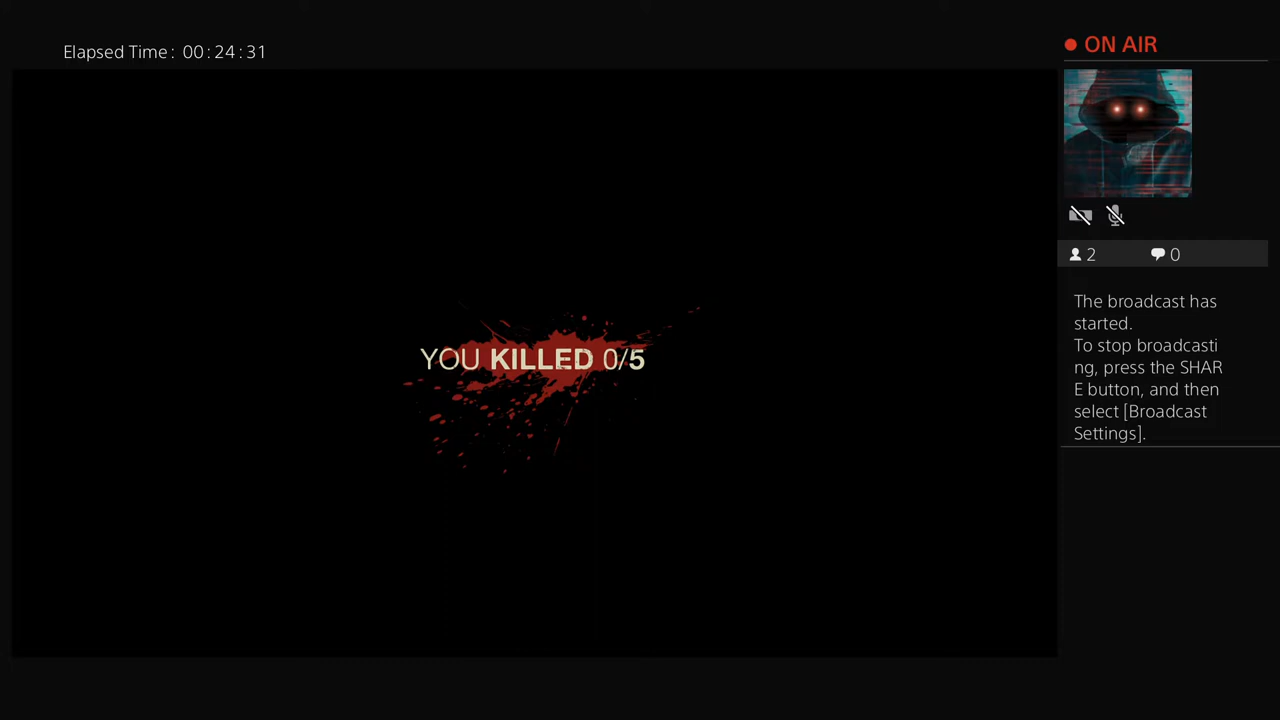 Elapsed Time: 00:24:31
ON AIR
2 0
YOU KILLED 0/5
The broadcast has
started.
To stop broadcasti
ng, press the SHAR
E button, and then
select [Broadcast
Settings].